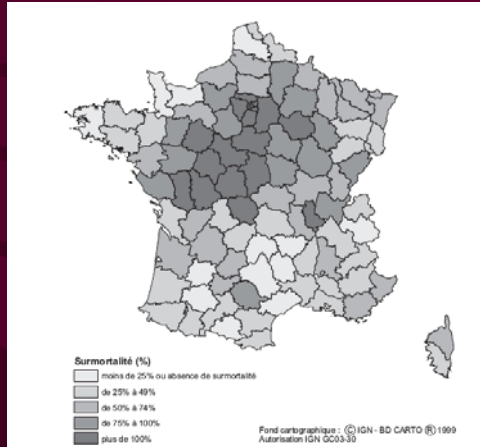 Surmortalité (%)
moins de 25% ou absence de surmortalité
de 25% à 49%
de 50% à 74%
de 75% à 100%
plus de 100%
Fond cartographique : Ⓒ IGN - BD CARTO Ⓡ 1999
Autorisation IGN GC03-30